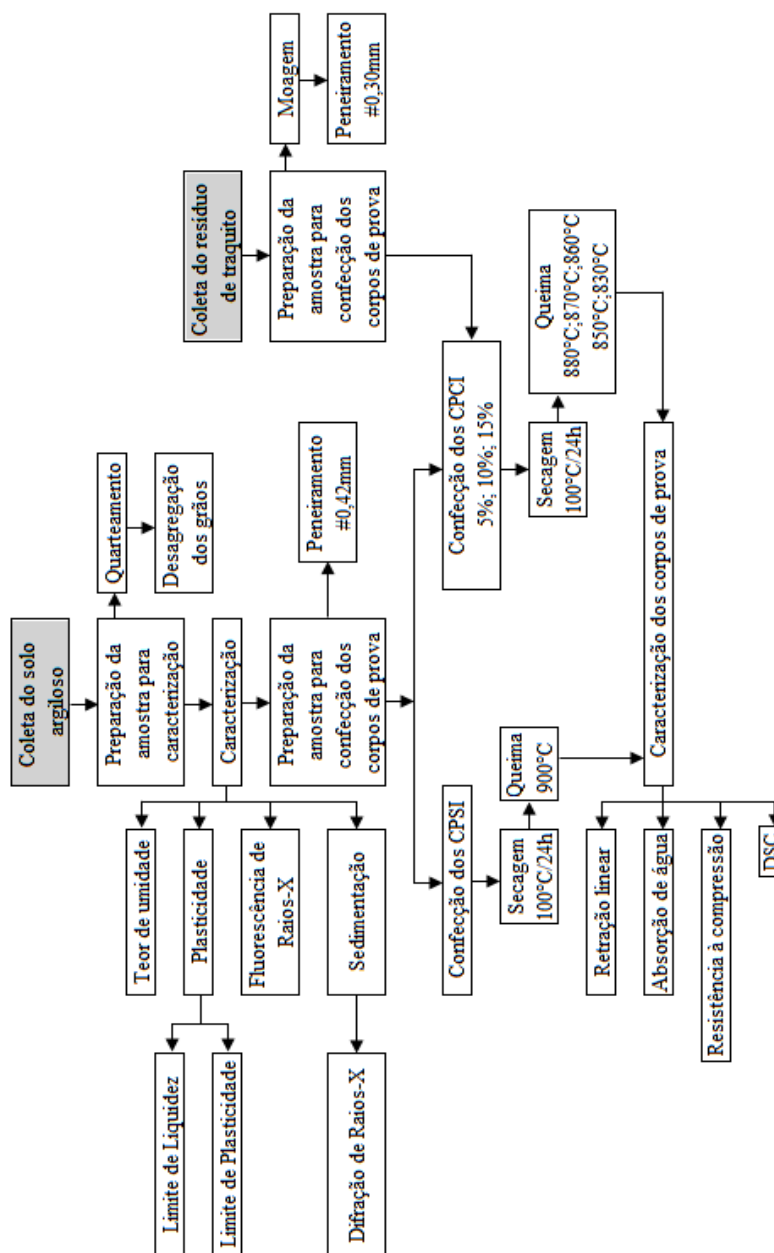 Coleta do solo
argiloso
Preparação da
amostra para
caracterização
Quarteamento
Desagregação
dos grãos
Caracterização
Teor de umidade
Plasticidade
Limite de Liquidez
Limite de Plasticidade
Fluorescência de
Raios-X
Sedimentação
Difração de Raios-X
Preparação da
amostra para
confecção dos
corpos de prova
Peneiramento
#0,42mm
Coleta do resíduo
de traquito
Preparação da
amostra para
confecção dos
corpos de prova
Moagem
Peneiramento
#0,30mm
Confecção dos CPSI
Secagem
100°C/24h
Queima
900°C
Confecção dos CPCI
5%; 10%; 15%
Secagem
100°C/24h
Queima
880°C;870°C;860°C
850°C;830°C
Caracterização dos corpos de prova
Retração linear
Absorção de água
Resistência à compressão
DSC